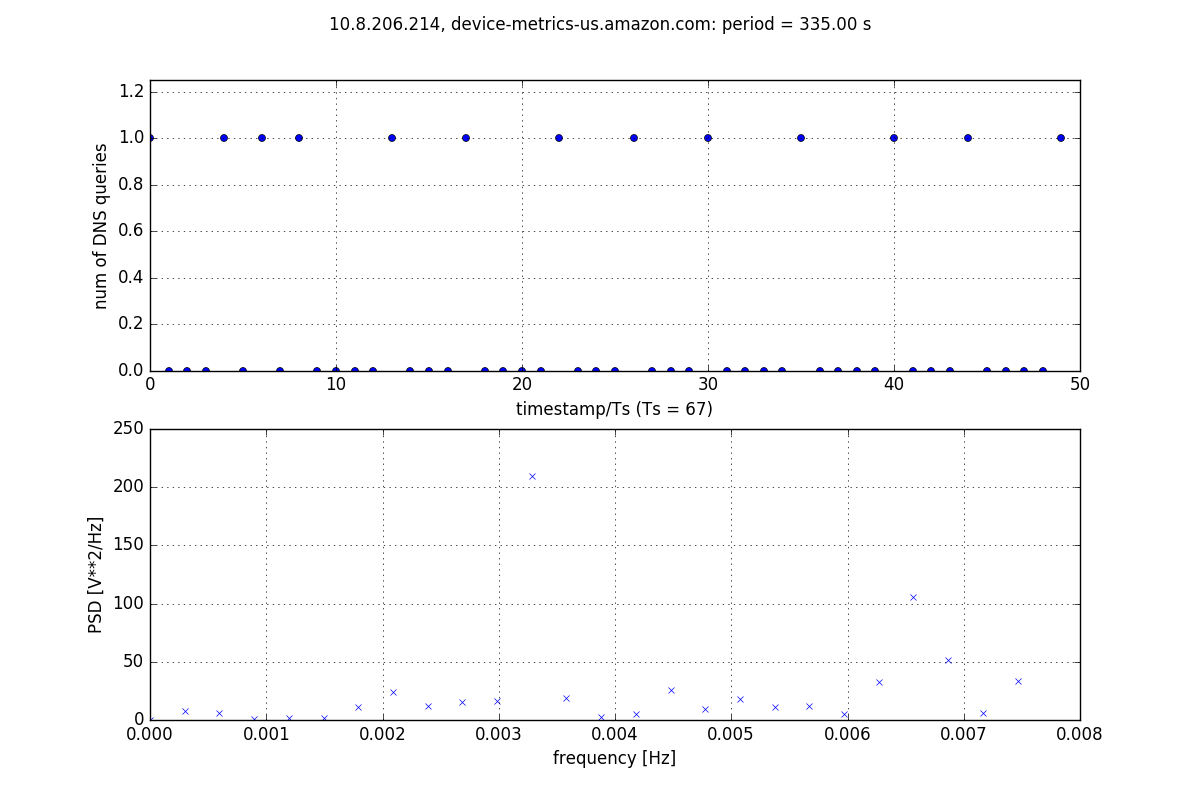 10.8.206.214, device-metrics-us.amazon.com: period = 335.00 s
num of DNS queries
1.2
1.0
0.8
0.6
0.4
0.2
0.0
0 10 20 30 40 50
timestamp/Ts (Ts = 67)
PSD [V**2/Hz]
250
200
150
100
50
0
0.000 0.001 0.002 0.003 0.004 0.005 0.006 0.007 0.008
frequency [Hz]